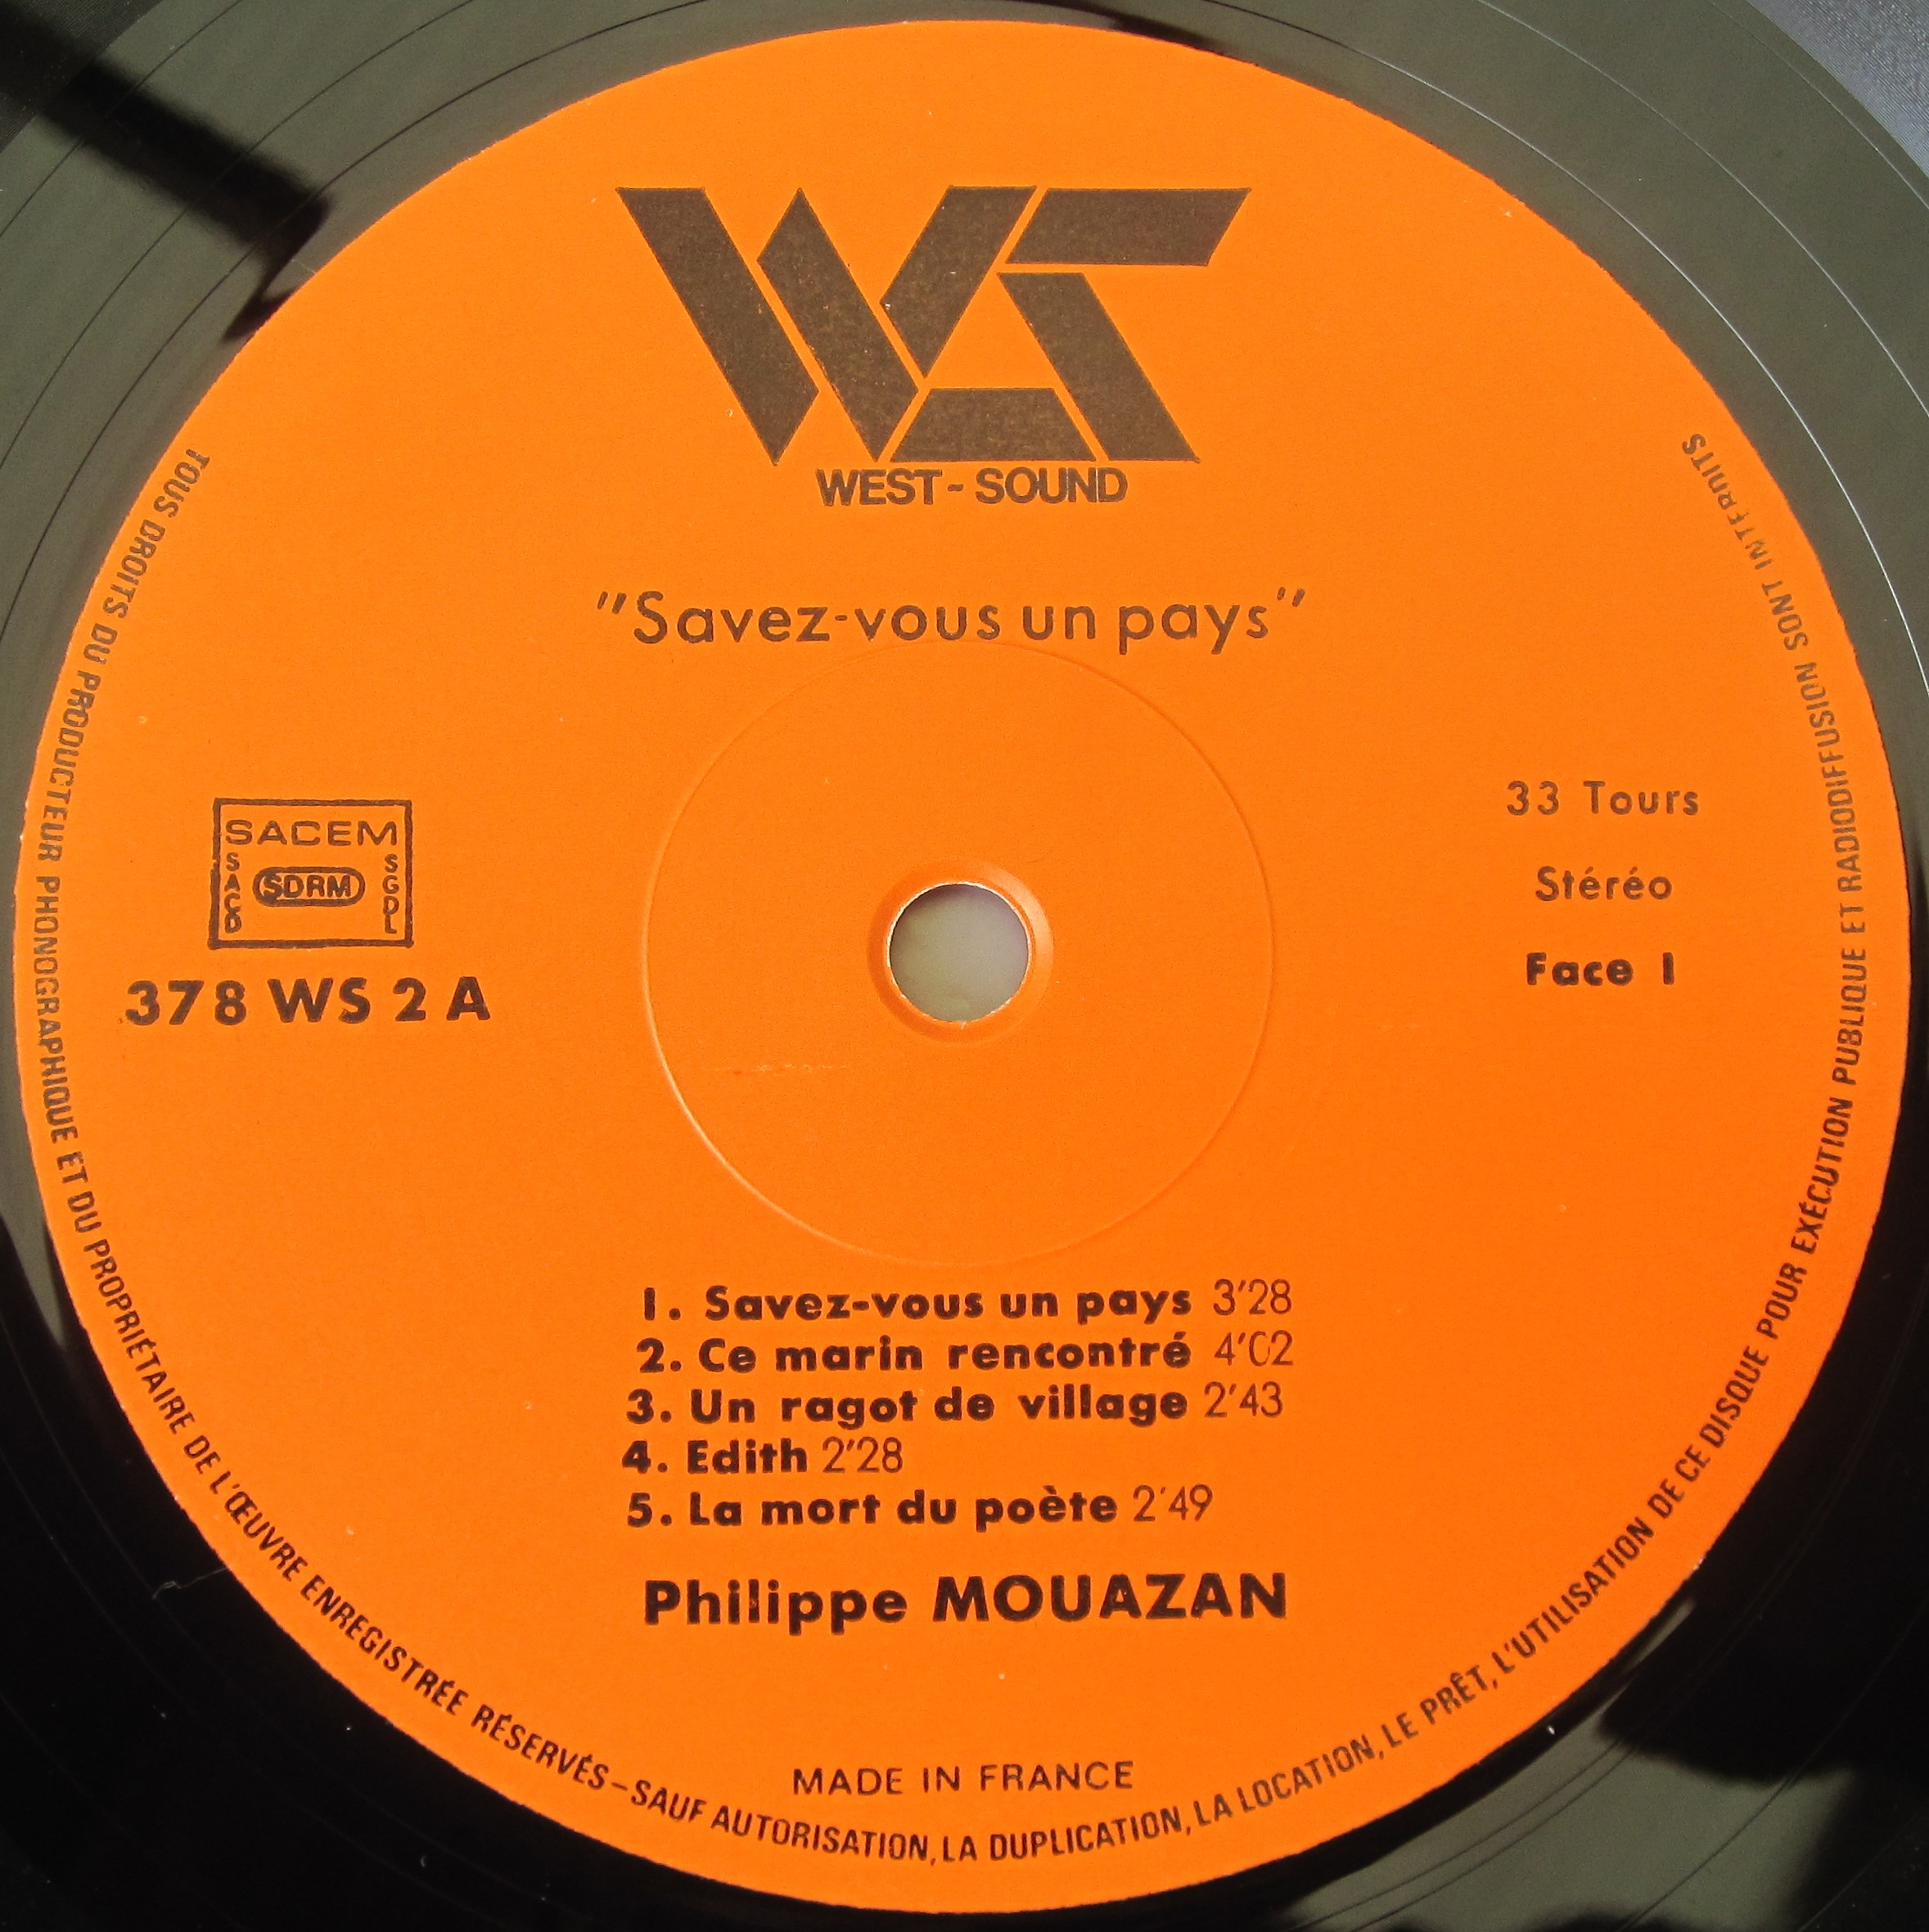 WS
WEST-SOUND
"Savez-vous un pays"
SACEM
SACD
SDRM
SGDL
378 WS 2 A
33 Tours
Stéréo
Face 1
1. Savez-vous un pays 3'28
2. Ce marin rencontré 4'02
3. Un ragot de village 2'43
4. Edith 2'28
5. La mort du poète 2'49
Philippe MOUAZAN
MADE IN FRANCE
TOUS DROITS DU PRODUCTEUR PHONOGRAPHIQUE ET DU PROPRIÉTAIRE DE L'ŒUVRE ENREGISTRÉE RÉSERVÉS-SAUF AUTORISATION, LA DUPLICATION, LA LOCATION, LE PRÊT, L'UTILISATION DE CE DISQUE POUR EXÉCUTION PUBLIQUE ET RADIODIFFUSION SONT INTERDITS